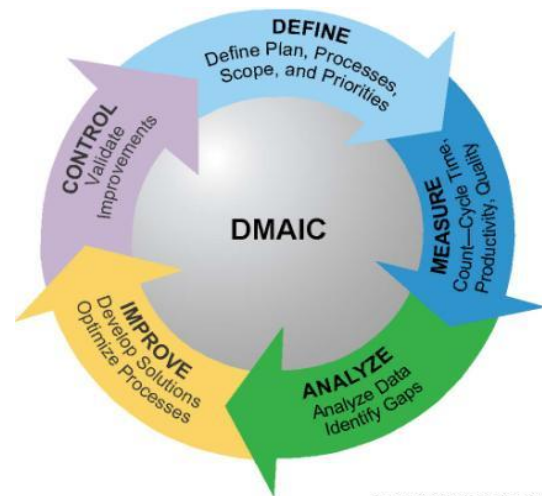 DEFINE
Define Plan, Processes,
Scope, and Priorities
MEASURE
Count—Cycle Time,
Productivity, Quality
ANALYZE
Analyze Data
Identify Gaps
IMPROVE
Develop Solutions
Optimize Processes
CONTROL
Validate
Improvements
DMAIC